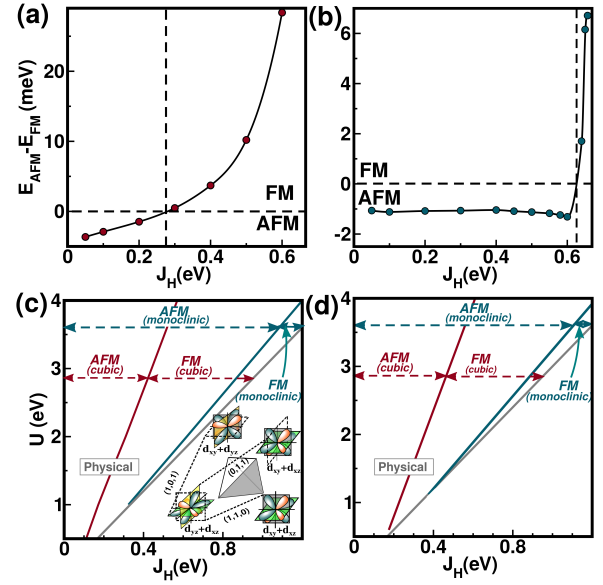 (a)
E_AFM-E_FM (meV)
20
10
0
FM
AFM
0
0.2
0.4
0.6
J_H(eV)
(b)
6
4
2
0
-2
FM
AFM
0
0.2
0.4
0.6
J_H(eV)
(c)
U (eV)
4
3
2
1
AFM
(monoclinic)
AFM
(cubic)
FM
(cubic)
FM
(monoclinic)
Physical
d_xy+d_yz
(0,1,1)
d_xy+d_xz
(1,0,1)
(1,1,0)
d_yz+d_xz
d_xy+d_xz
0
0.4
0.8
J_H(eV)
(d)
4
3
2
1
AFM
(monoclinic)
AFM
(cubic)
FM
(cubic)
FM
(monoclinic)
Physical
0
0.4
0.8
J_H(eV)